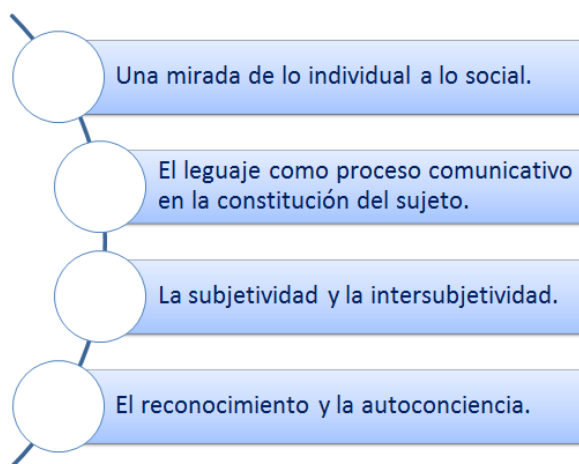 Una mirada de lo individual a lo social.
El leguaje como proceso comunicativo
en la constitución del sujeto.
La subjetividad y la intersubjetividad.
El reconocimiento y la autoconciencia.